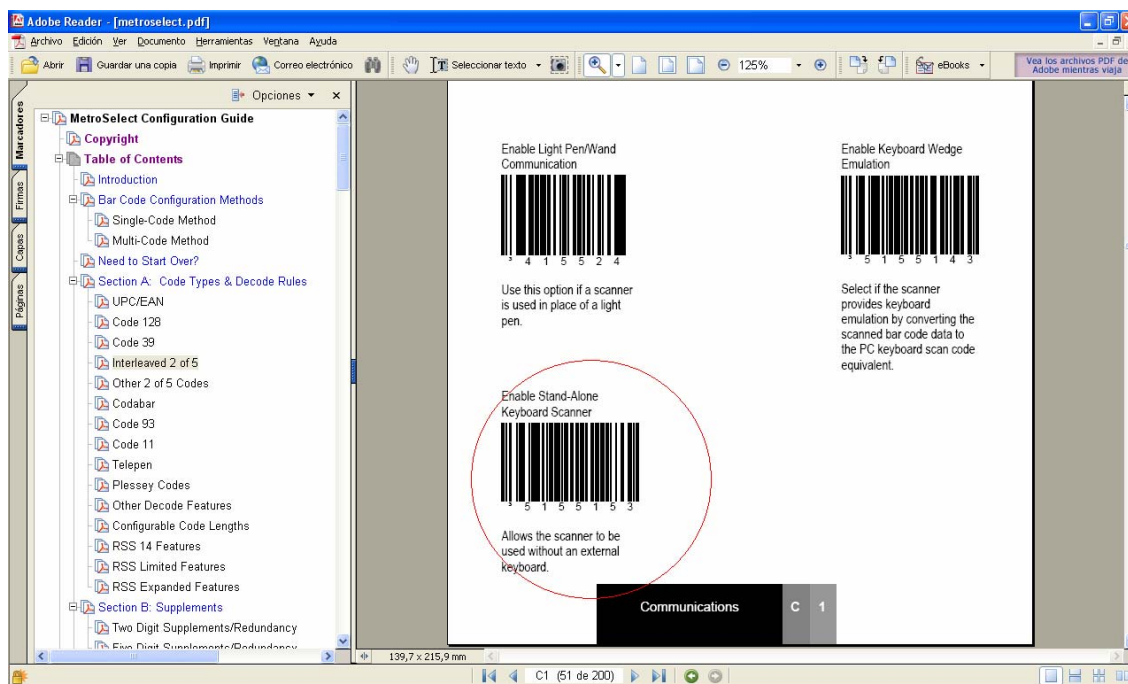 Adobe Reader - [metroselect.pdf]
Archivo Edición Ver Documento Herramientas Ventana Ayuda
Abrir Guardar una copia Imprimir Correo electrónico Seleccionar texto 125% eBooks
Vea los archivos PDF de
Adobe mientras viaja
Opciones
Marcadores
Firmas
Capas
Páginas
MetroSelect Configuration Guide
Copyright
Table of Contents
Introduction
Bar Code Configuration Methods
Single-Code Method
Multi-Code Method
Need to Start Over?
Section A: Code Types & Decode Rules
UPC/EAN
Code 128
Code 39
Interleaved 2 of 5
Other 2 of 5 Codes
Codabar
Code 93
Code 11
Telepen
Plessey Codes
Other Decode Features
Configurable Code Lengths
RSS 14 Features
RSS Limited Features
RSS Expanded Features
Section B: Supplements
Two Digit Supplements/Redundancy
Five Digit Supplements/Redundancy
Enable Light Pen/Wand
Communication
³ 4 1 5 5 2 4
Use this option if a scanner
is used in place of a light
pen.
Enable Keyboard Wedge
Emulation
³ 5 1 5 5 1 4 3
Select if the scanner
provides keyboard
emulation by converting the
scanned bar code data to
the PC keyboard scan code
equivalent.
Enable Stand-Alone
Keyboard Scanner
³ 5 1 5 5 1 5 3
Allows the scanner to be
used without an external
keyboard.
Communications C 1
139,7 x 215,9 mm
C1 (51 de 200)